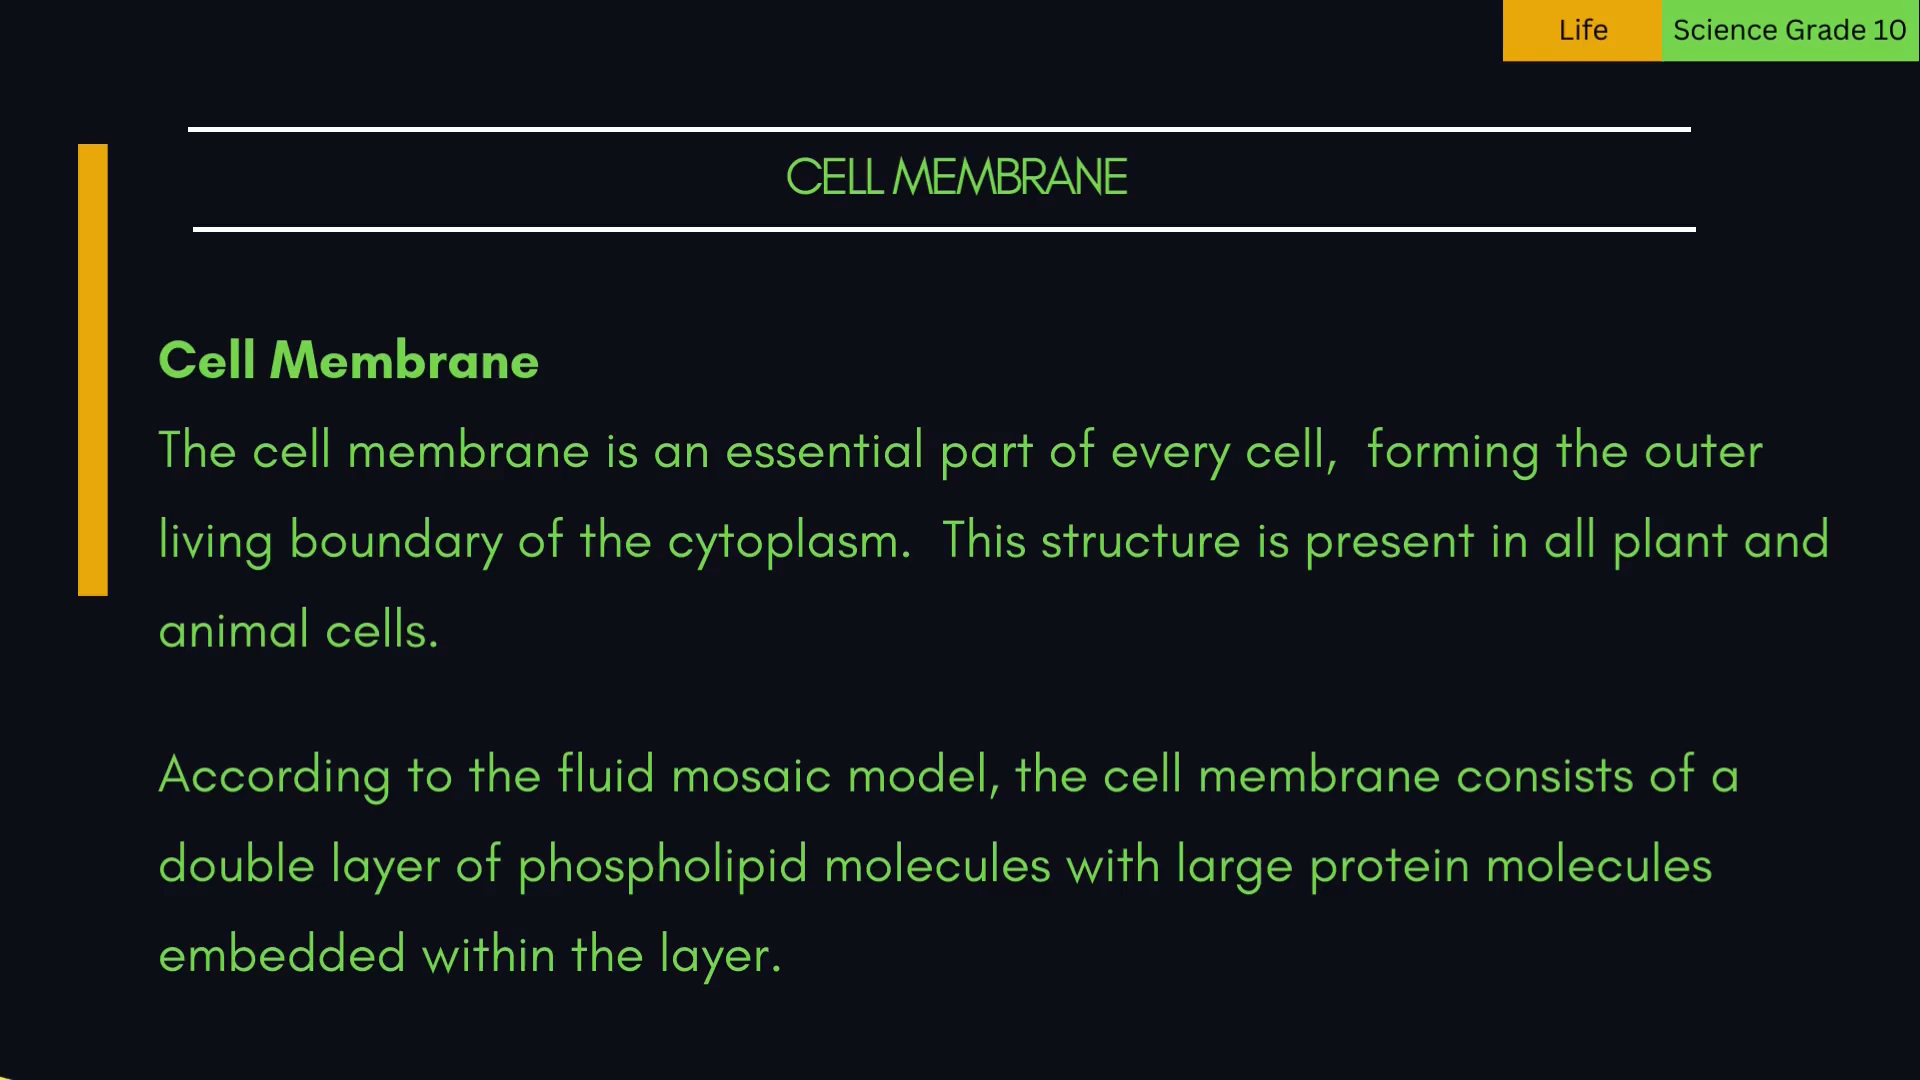 Life Science Grade 10
CELL MEMBRANE
Cell Membrane
The cell membrane is an essential part of every cell,  forming the outer
living boundary of the cytoplasm.  This structure is present in all plant and
animal cells.
According to the fluid mosaic model, the cell membrane consists of a
double layer of phospholipid molecules with large protein molecules
embedded within the layer.